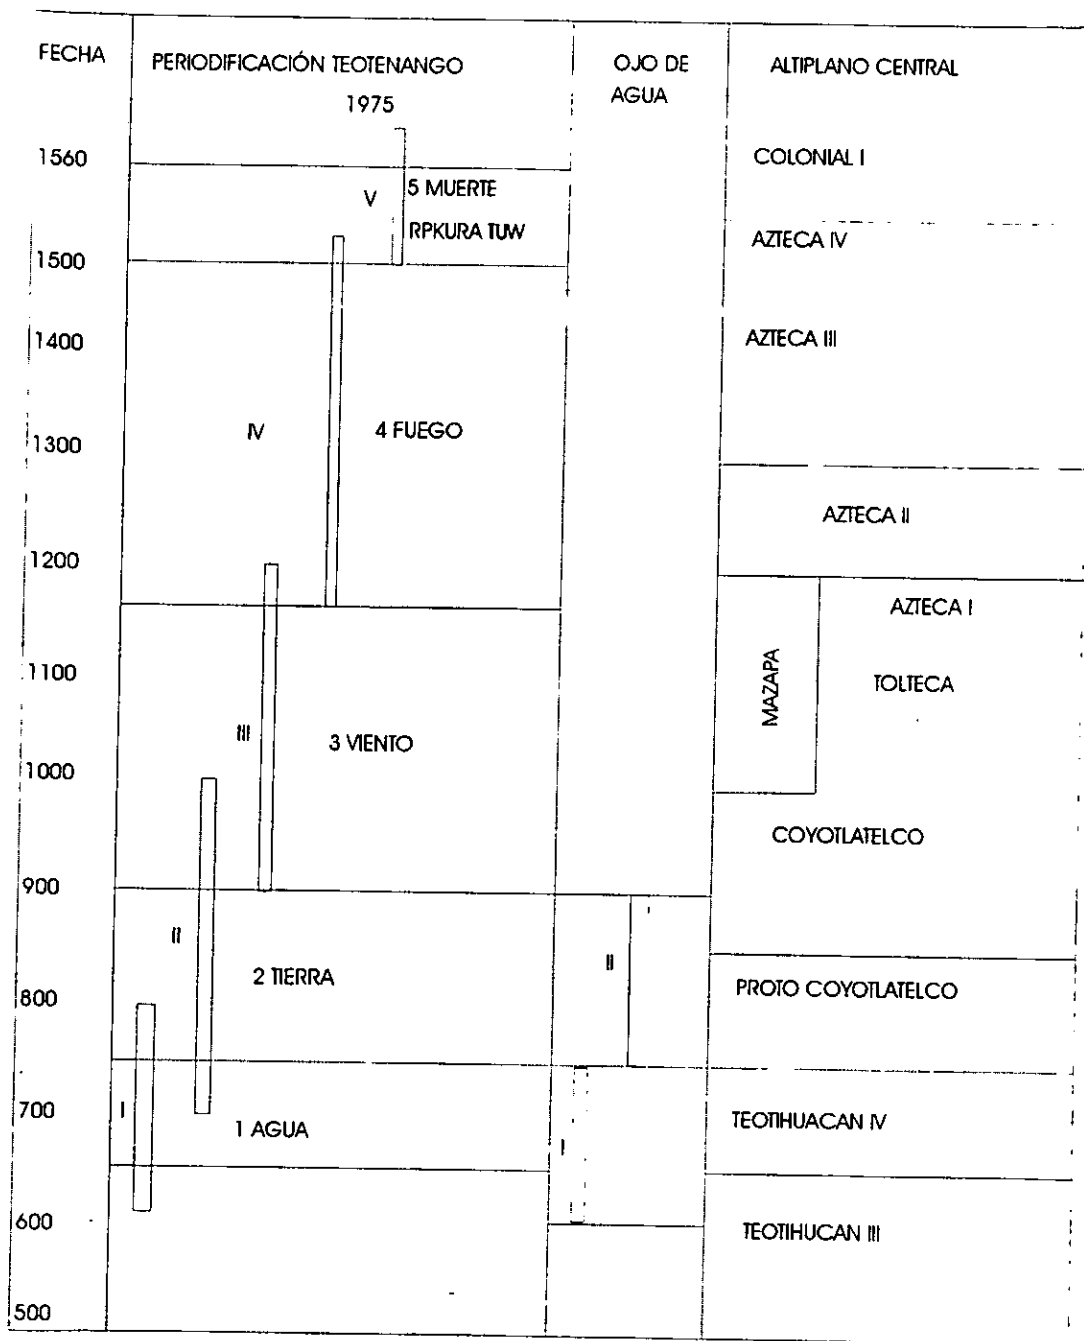 FECHA
PERIODIFICACIÓN TEOTENANGO
1975
OJO DE
AGUA
ALTIPLANO CENTRAL
1560
COLONIAL I
V
5 MUERTE
RPKURA TUW
AZTECA IV
1500
1400
AZTECA III
1300
IV
4 FUEGO
AZTECA II
1200
AZTECA I
1100
MAZAPA
TOLTECA
III
3 VIENTO
1000
COYOTLATELCO
900
II
2 TIERRA
II
800
PROTO COYOTLATELCO
700
I
1 AGUA
I
TEOTIHUACAN IV
600
TEOTIHUCAN III
500